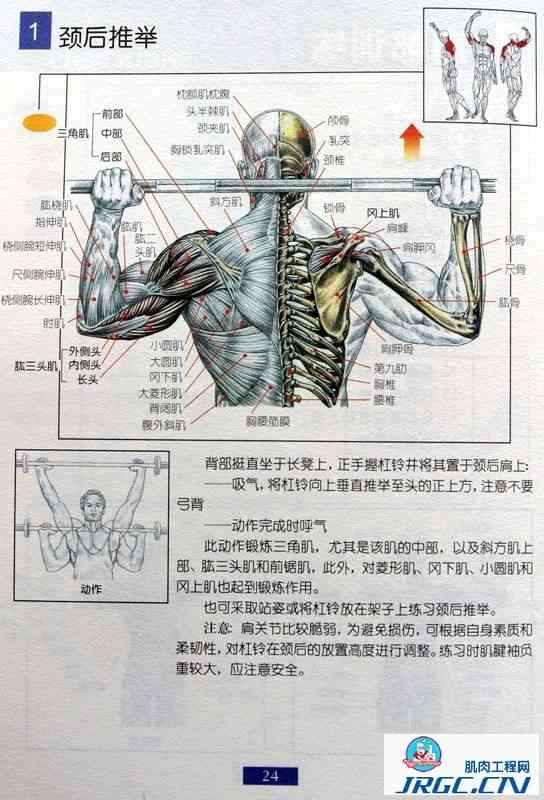 1 颈后推举
枕额肌枕腹
头半棘肌
颈夹肌
胸锁乳突肌
斜方肌
三角肌
前部
中部
后部
颅骨
乳突
颈椎
锁骨
冈上肌
肩峰
肩胛冈
肱桡肌
指伸肌
桡侧腕短伸肌
尺侧腕伸肌
桡侧腕长伸肌
肘肌
肱肌
肱二
头肌
桡骨
尺骨
肱骨
肱三头肌
外侧头
内侧头
长头
小圆肌
大圆肌
冈下肌
大菱形肌
背阔肌
腹外斜肌
胸腰筋膜
肩胛骨
第九肋
胸椎
腰椎
动作
背部挺直坐于长凳上，正手握杠铃并将其置于颈后肩上：
——吸气，将杠铃向上垂直推举至头的正上方，注意不要
弓背
——动作完成时呼气
此动作锻炼三角肌，尤其是该肌的中部，以及斜方肌上
部、肱三头肌和前锯肌，此外，对菱形肌、冈下肌、小圆肌和
冈上肌也起到锻炼作用。
也可采取站姿或将杠铃放在架子上练习颈后推举。
注意：肩关节比较脆弱，为避免损伤，可根据自身素质和
柔韧性，对杠铃在颈后的放置高度进行调整。练习时肌腱袖负
重较大，应注意安全。
24
肌肉工程网
JRGC.CN